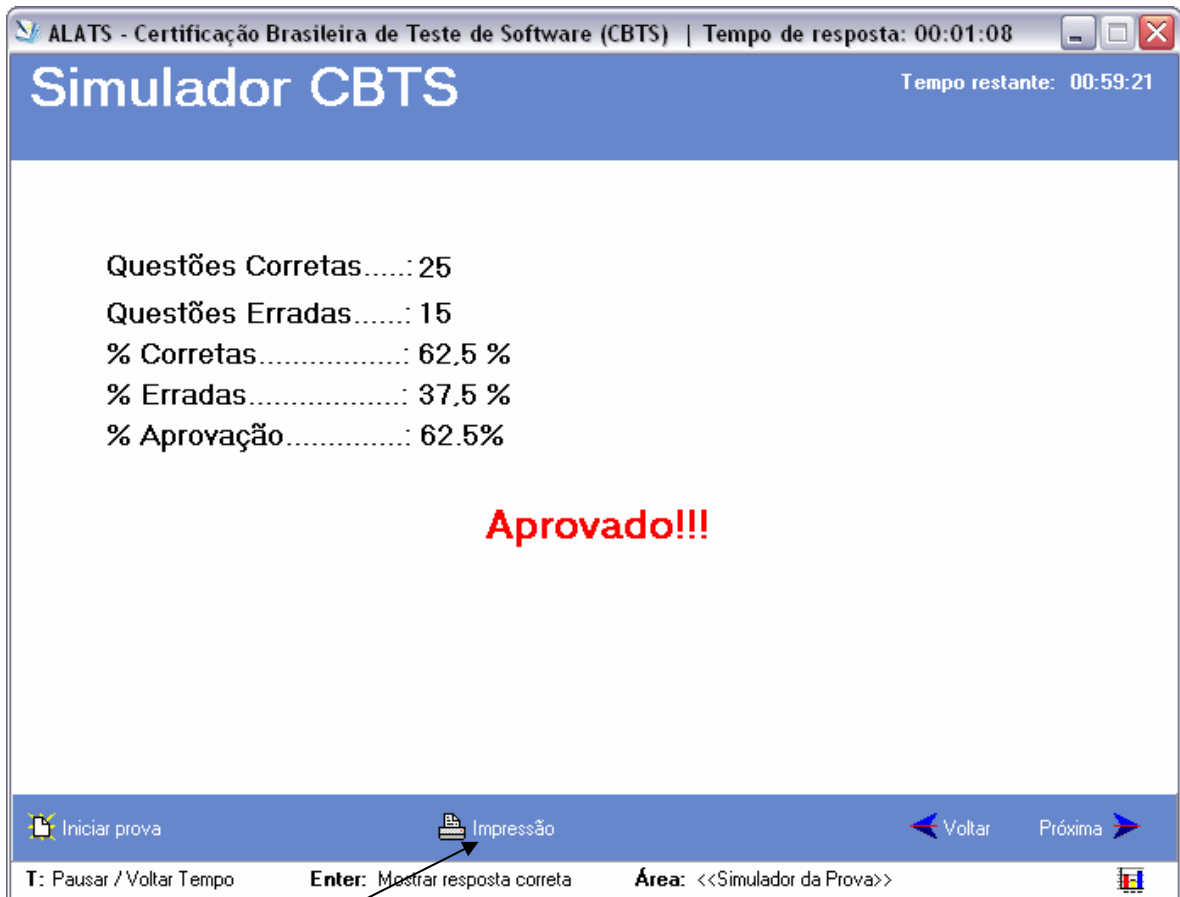 ALATS - Certificação Brasileira de Teste de Software (CBTS) | Tempo de resposta: 00:01:08
Simulador CBTS
Tempo restante: 00:59:21
Questões Corretas.....: 25
Questões Erradas......: 15
% Corretas.................: 62,5 %
% Erradas..................: 37,5 %
% Aprovação..............: 62.5%
Aprovado!!!
Iniciar prova Impressão Voltar Próxima
T: Pausar / Voltar Tempo Enter: Mostrar resposta correta Área: <<Simulador da Prova>>